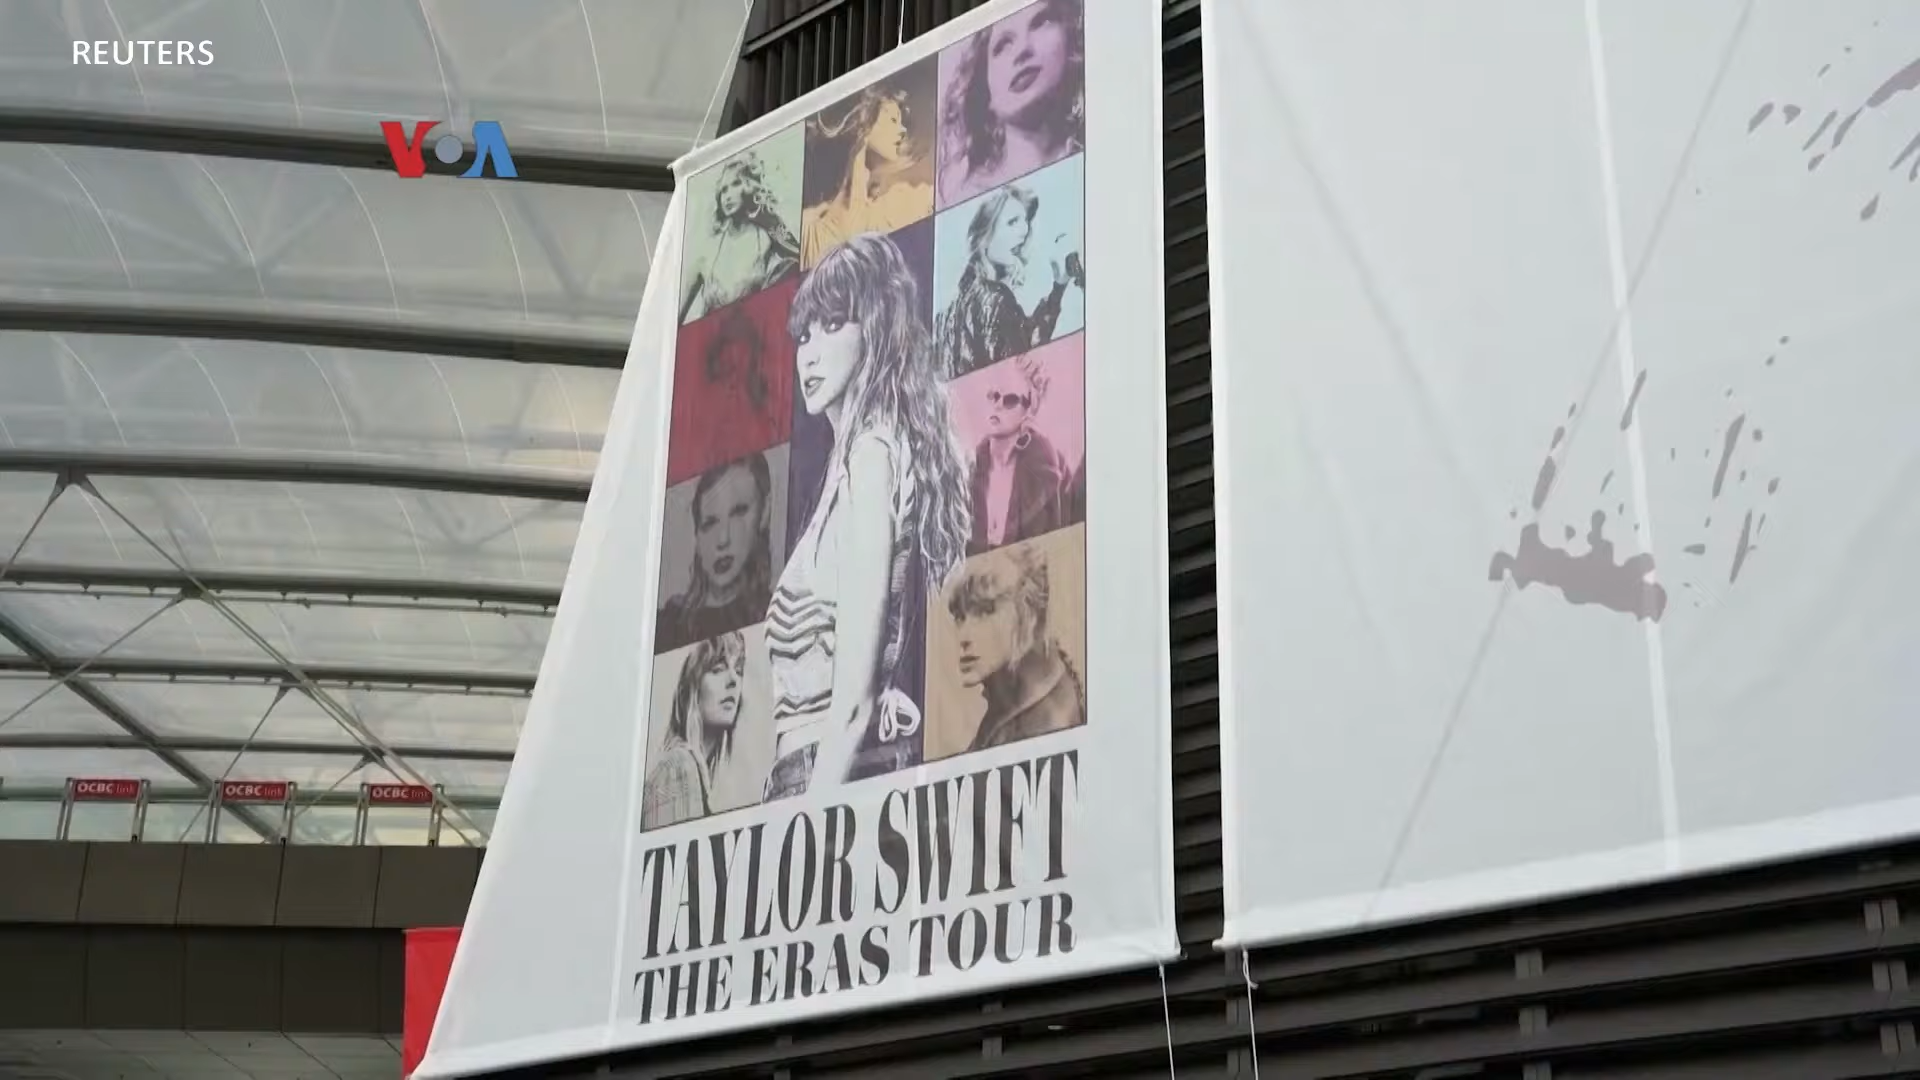 REUTERS
VOA
OCBC link
OCBC link
OCBC link
TAYLOR SWIFT
THE ERAS TOUR